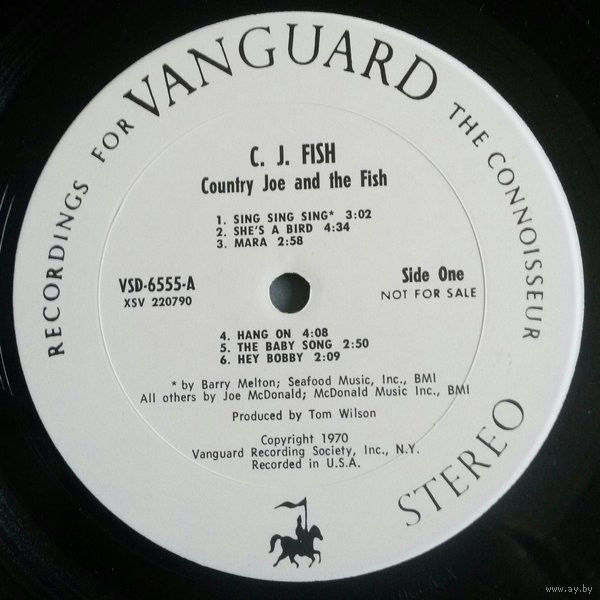 RECORDINGS FOR VANGUARD THE CONNOISSEUR
C. J. FISH
Country Joe and the Fish
1. SING SING SING* 3:02
2. SHE'S A BIRD 4:34
3. MARA 2:58
VSD-6555-A
XSV 220790
Side One
NOT FOR SALE
4. HANG ON 4:08
5. THE BABY SONG 2:50
6. HEY BOBBY 2:09
* by Barry Melton; Seafood Music, Inc., BMI
All others by Joe McDonald; McDonald Music Inc., BMI
Produced by Tom Wilson
Copyright 1970
Vanguard Recording Society, Inc., N.Y.
Recorded in U.S.A.
STEREO
www.ay.by